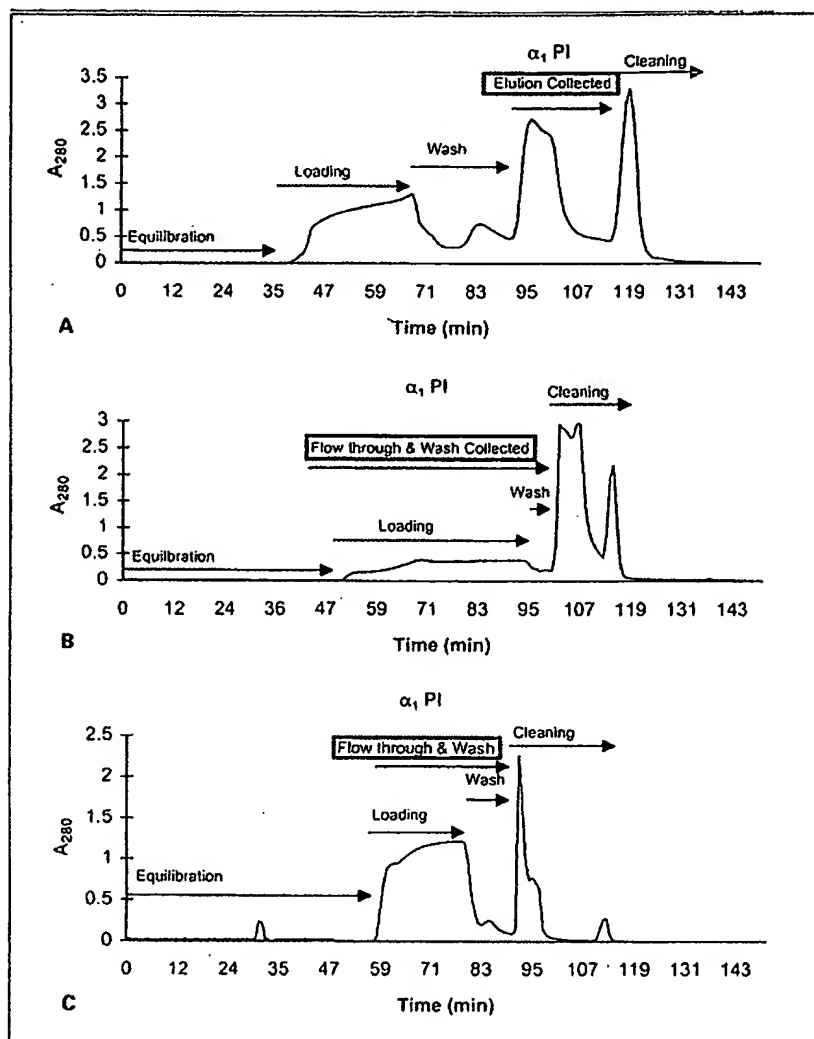 α₁ PI
Cleaning
Elution Collected
3.5
3
2.5
2
1.5
1
0.5
0
A₂₈₀
Wash
Loading
Equilibration
0 12 24 35 47 59 71 83 95 107 119 131 143
A
Time (min)
α₁ PI
Cleaning
Flow through & Wash Collected
3
2.5
2
1.5
1
0.5
0
A₂₈₀
Wash
Loading
Equilbration
0 12 24 35 47 59 71 83 95 107 119 131 143
B
Time (min)
α₁ PI
Cleaning
Flow through & Wash
2.5
2
1.5
1
0.5
0
A₂₈₀
Wash
Loading
Equilibration
0 12 24 35 47 59 71 83 95 107 119 131 143
C
Time (min)